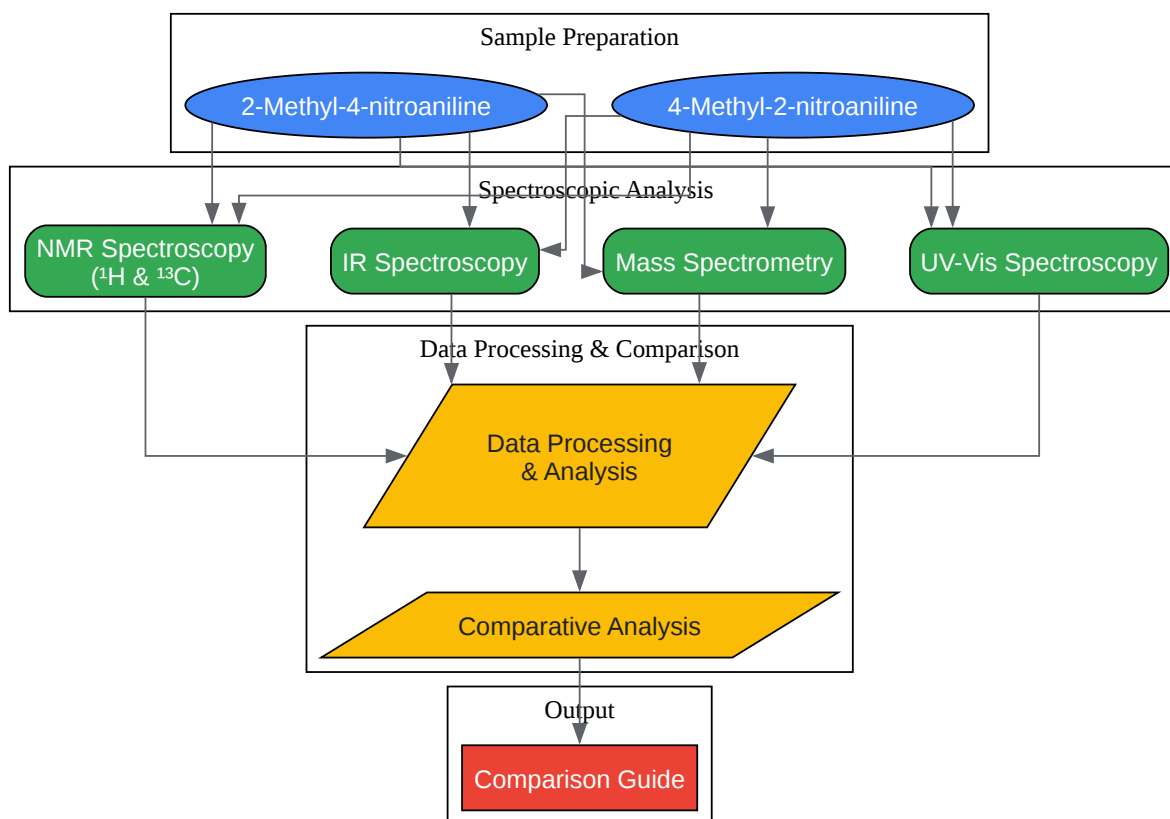 Sample Preparation
2-Methyl-4-nitroaniline
4-Methyl-2-nitroaniline
Spectroscopic Analysis
NMR Spectroscopy
(¹H & ¹³C)
IR Spectroscopy
Mass Spectrometry
UV-Vis Spectroscopy
Data Processing & Comparison
Data Processing
& Analysis
Comparative Analysis
Output
Comparison Guide